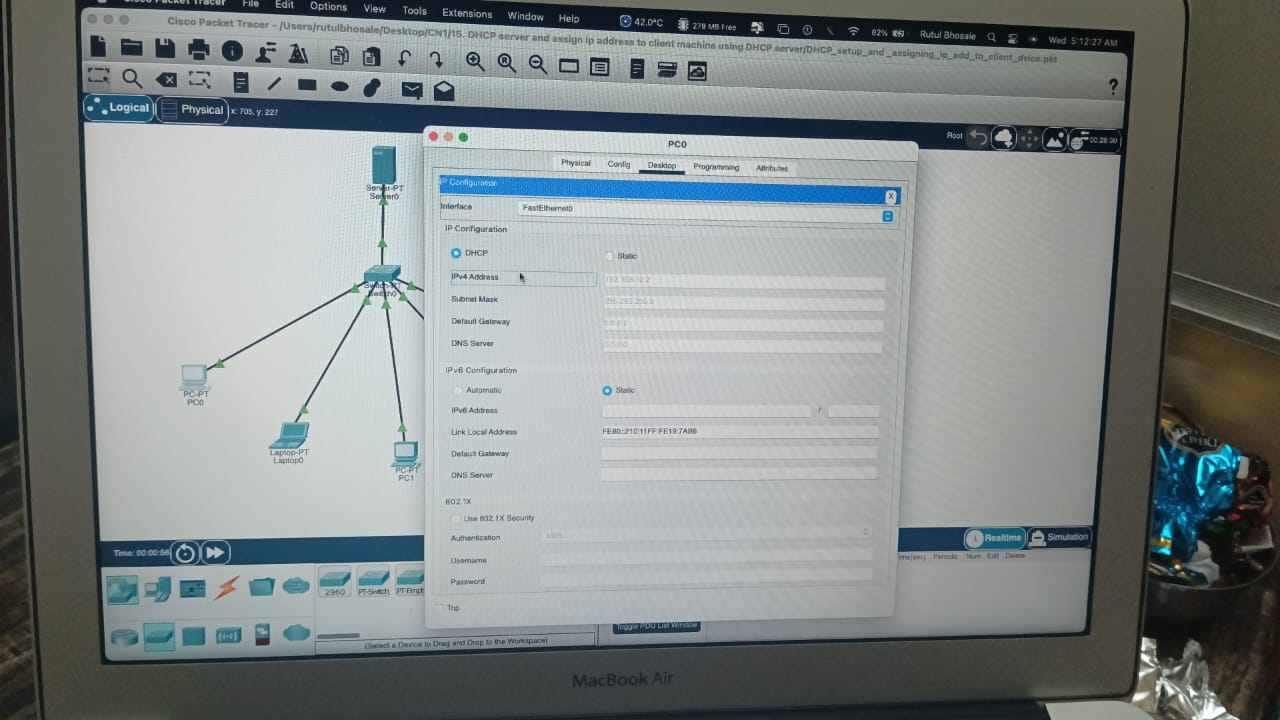 Cisco Packet Tracer File Edit Options View Tools Extensions Window Help 42.0°C 278 MB Free 82% Rutul Bhosale Wed 5:12:27 AM
Cisco Packet Tracer - /Users/rutulbhosale/Desktop/CN1/15. DHCP server and assign ip address to client machine using DHCP server/DHCP_setup_and_assigning_ip_add_to_client_dvice.pkt
?
Logical Physical x: 705, y: 227
Root 00:28:30
Server-PT
Server0
Switch-PT
Switch0
PC-PT
PC0
Laptop-PT
Laptop0
PC-PT
PC1
PC0
Physical Config Desktop Programming Attributes
IP Configuration X
Interface FastEthernet0
IP Configuration
DHCP Static
IPv4 Address 192.168.10.2
Subnet Mask 255.255.255.0
Default Gateway 0.0.0.0
DNS Server 0.0.0.0
IPv6 Configuration
Automatic Static
IPv6 Address /
Link Local Address FE80::210:11FF:FE19:7AB6
Default Gateway
DNS Server
802.1X
Use 802.1X Security
Authentication MD5
Username
Password
Top
Time: 00:00:56
Realtime Simulation
Time(sec) Periodic Num Edit Delete
2960 PT-Switch PT-Empt
(Select a Device to Drag and Drop to the Workspace)
Toggle PDU List Window
MacBook Air